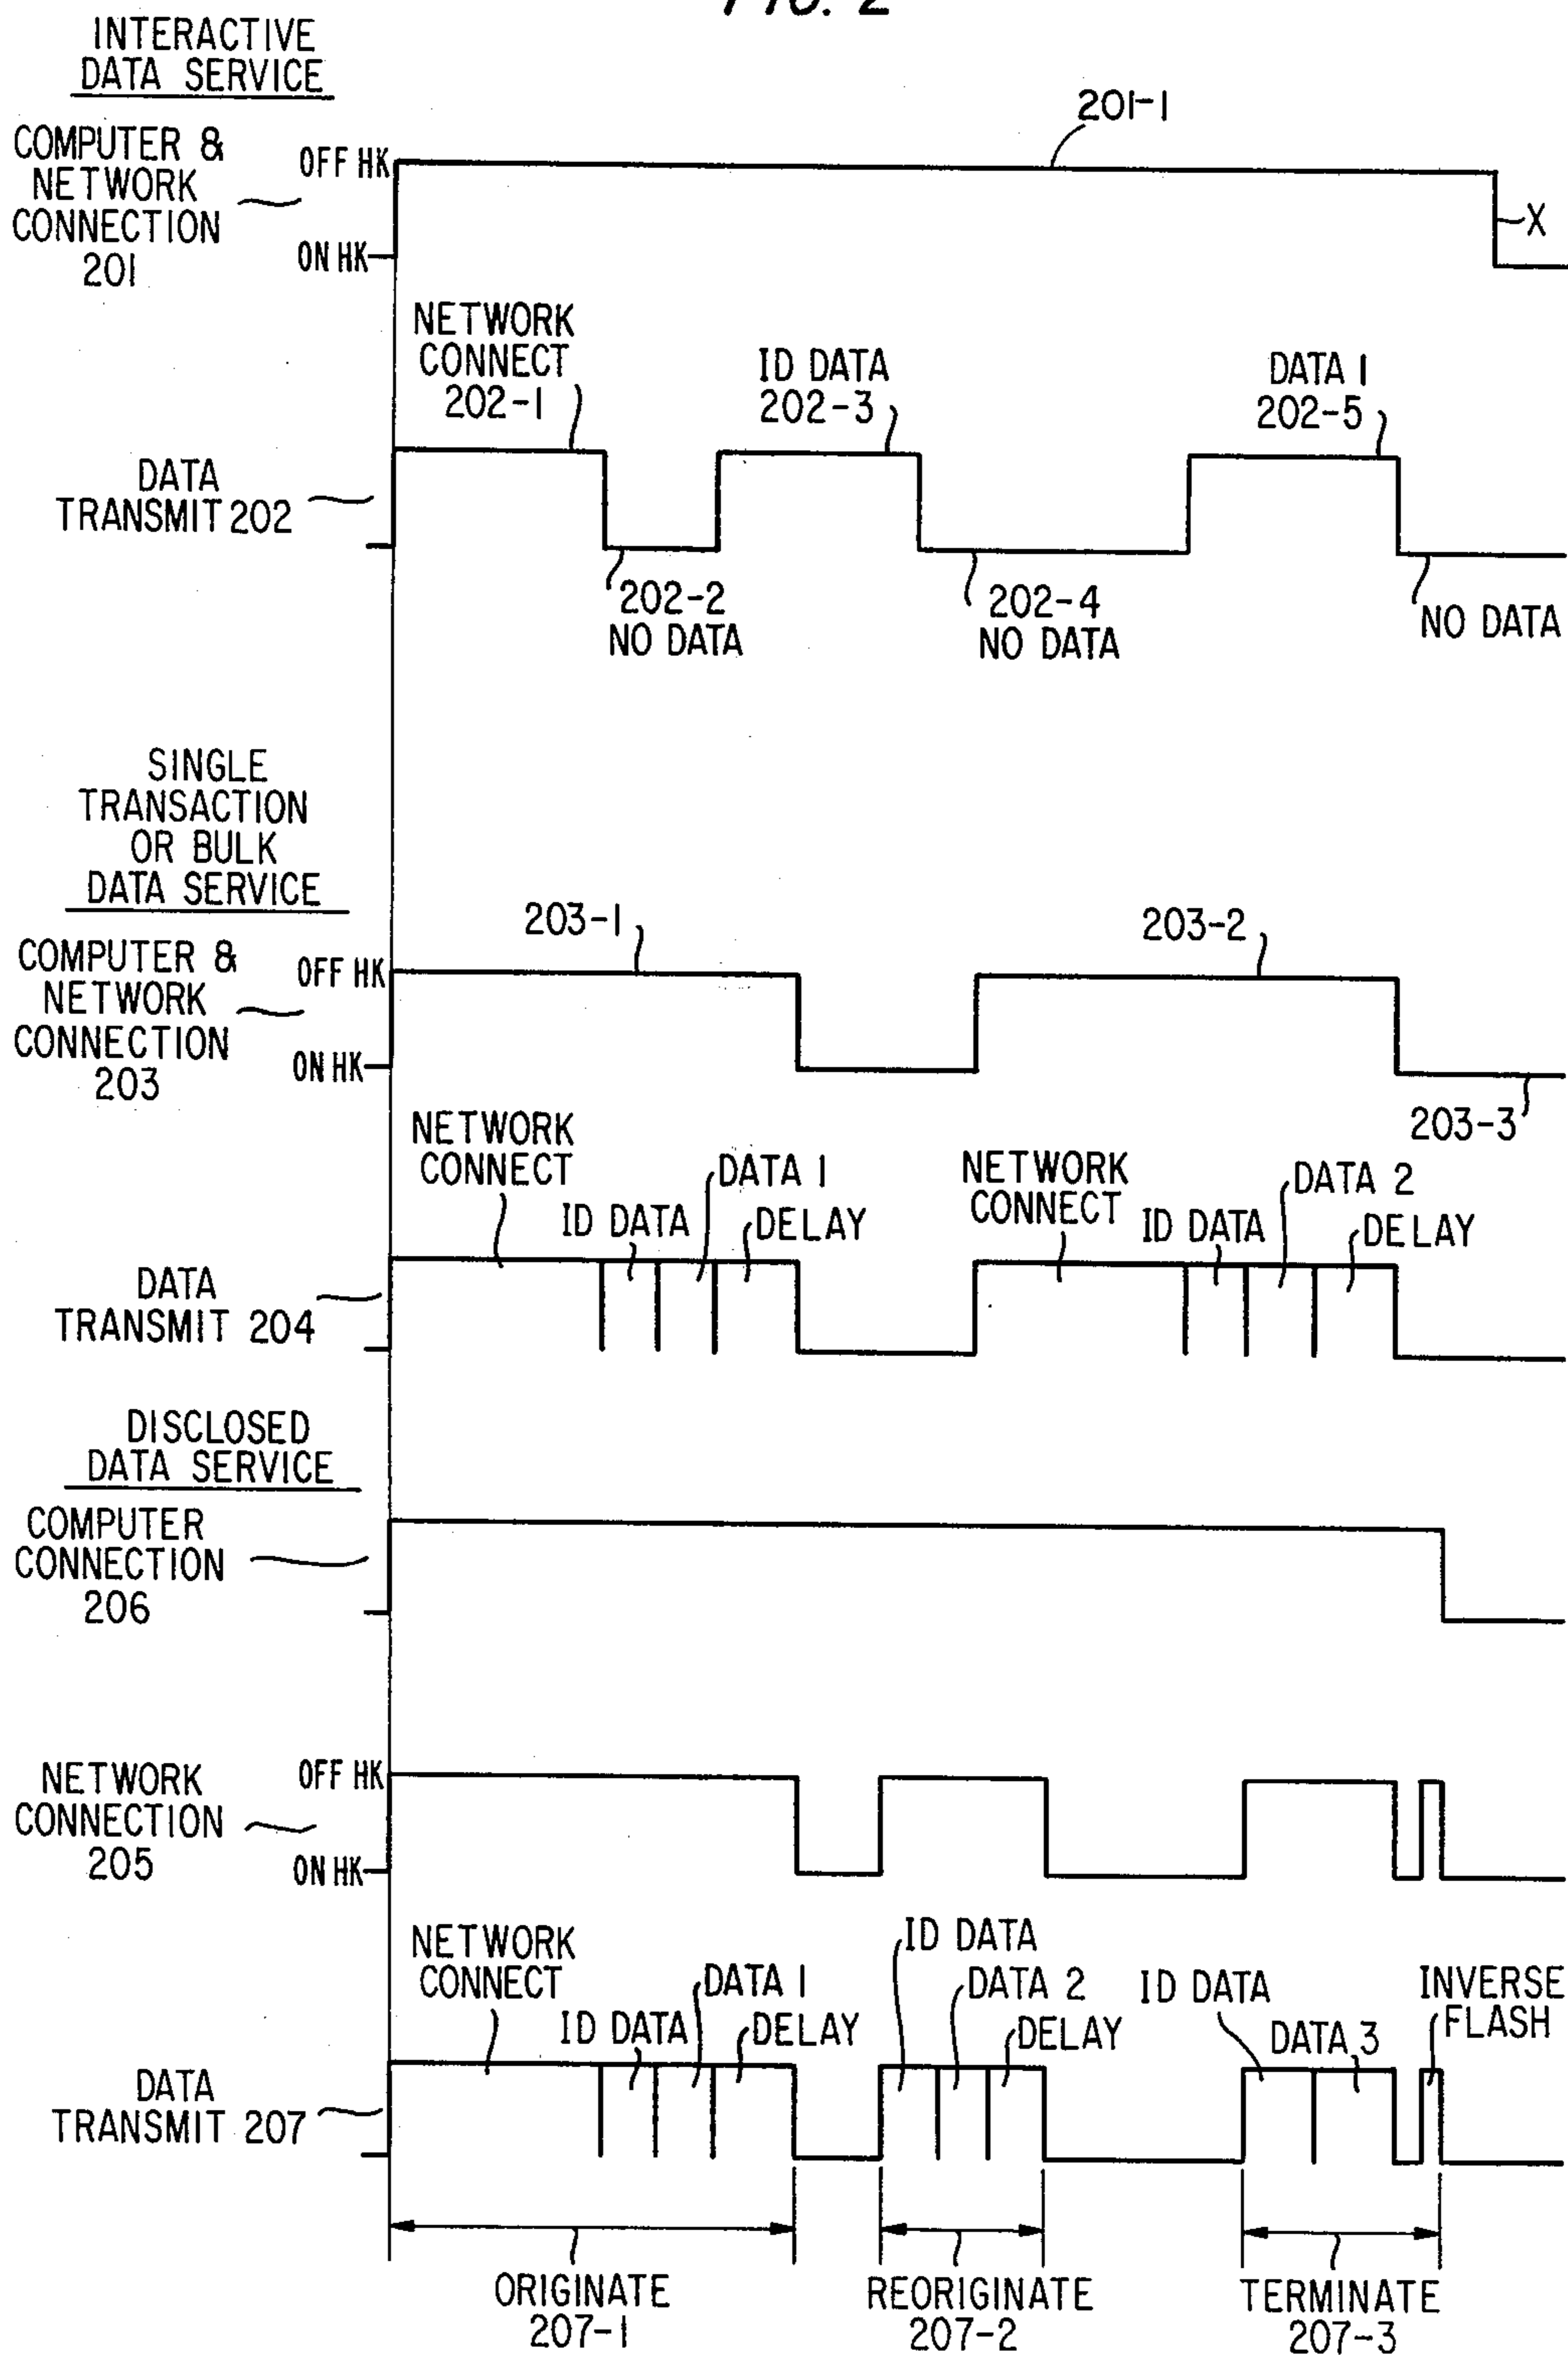 FIG. 2
INTERACTIVE
DATA SERVICE
COMPUTER &
NETWORK
CONNECTION
201
OFF HK
ON HK
201-1
X
NETWORK
CONNECT
202-1
ID DATA
202-3
DATA 1
202-5
DATA
TRANSMIT 202
202-2
NO DATA
202-4
NO DATA
NO DATA
SINGLE
TRANSACTION
OR BULK
DATA SERVICE
COMPUTER &
NETWORK
CONNECTION
203
OFF HK
ON HK
203-1
203-2
203-3
NETWORK
CONNECT
ID DATA
DATA 1
DELAY
NETWORK
CONNECT
ID DATA
DATA 2
DELAY
DATA
TRANSMIT 204
DISCLOSED
DATA SERVICE
COMPUTER
CONNECTION
206
NETWORK
CONNECTION
205
OFF HK
ON HK
NETWORK
CONNECT
ID DATA
DATA 1
DELAY
ID DATA
DATA 2
DELAY
ID DATA
DATA 3
INVERSE
FLASH
DATA
TRANSMIT 207
ORIGINATE
207-1
REORIGINATE
207-2
TERMINATE
207-3